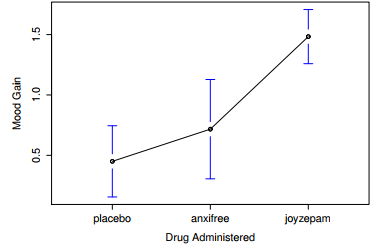 Mood Gain
1.5
1.0
0.5
placebo anxifree joyzepam
Drug Administered